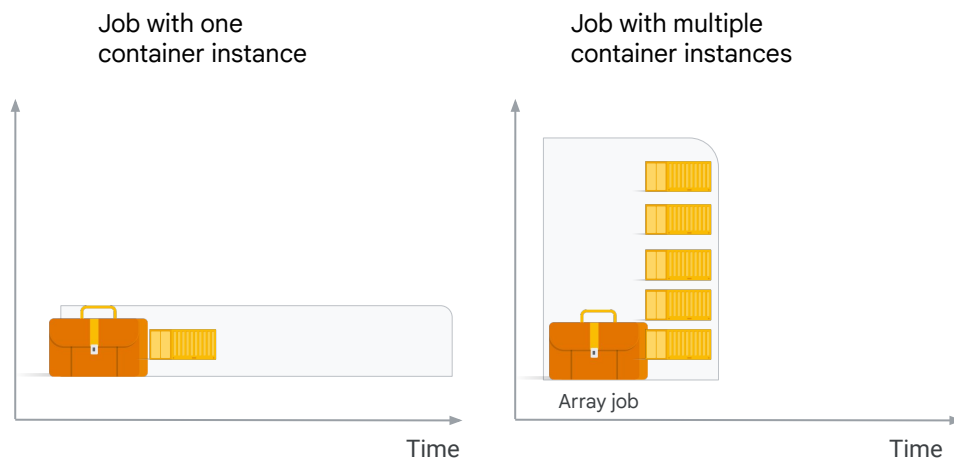 Job with one
container instance
Time
Job with multiple
container instances
Array job
Time